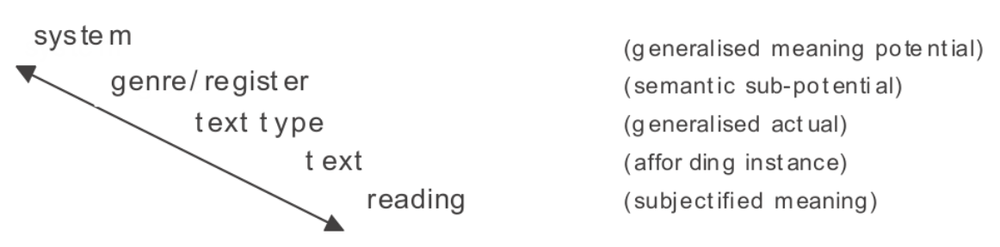 system (generalised meaning potential)
genre/register (semantic sub-potential)
text type (generalised actual)
text (affording instance)
reading (subjectified meaning)